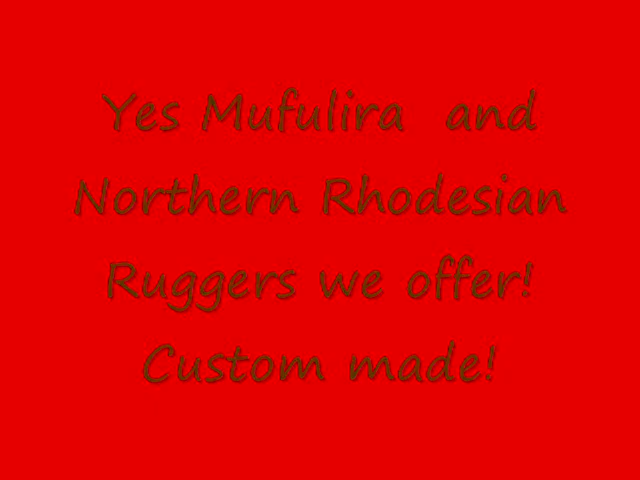 Yes Mufulira and
Northern Rhodesian
Ruggers we offer!
Custom made!